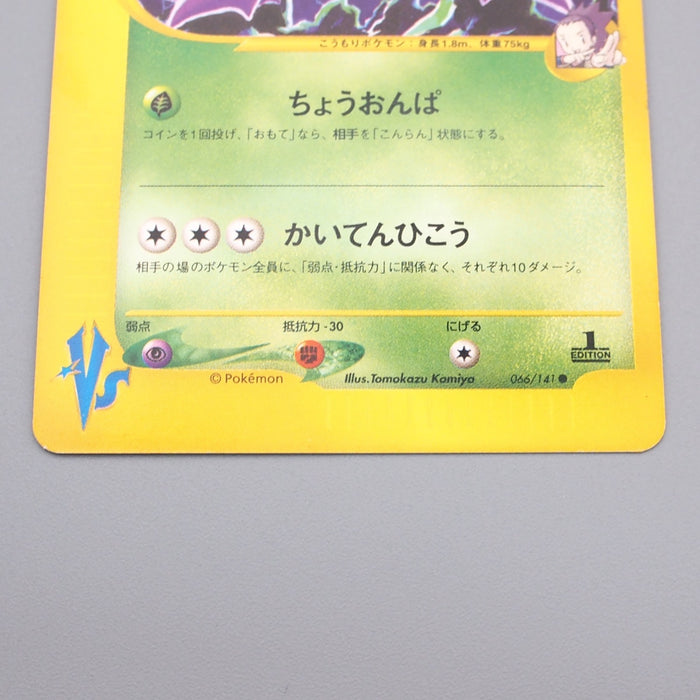 こうもりポケモン：身長1.8m、体重75kg
ちょうおんぱ
コインを1回投げ、「おもて」なら、相手を「こんらん」状態にする。
かいてんひこう
相手の場のポケモン全員に、「弱点・抵抗力」に関係なく、それぞれ10ダメージ。
弱点 抵抗力 -30 にげる
1
EDITION
VS
© Pokémon Illus.Tomokazu Komiya 066/141●